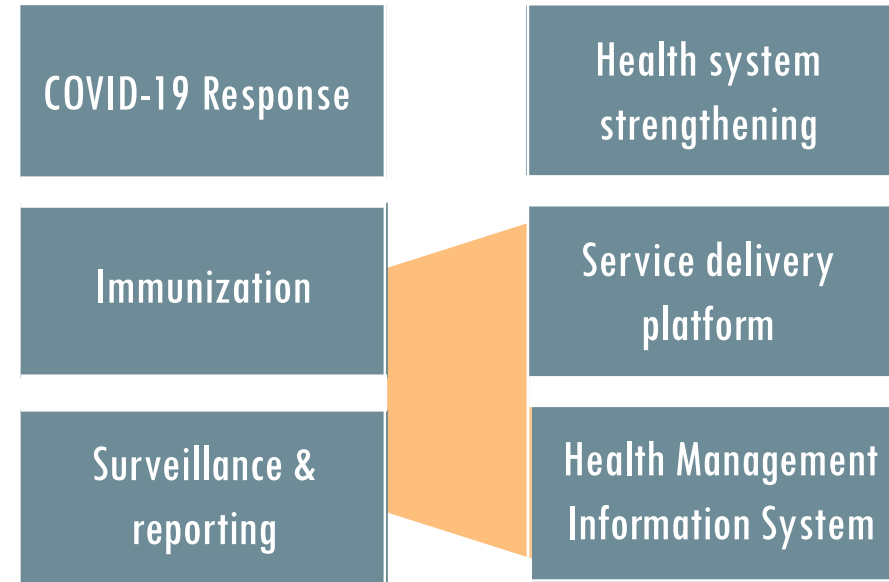 COVID-19 Response
Health system
strengthening
Immunization
Service delivery
platform
Surveillance &
reporting
Health Management
Information System